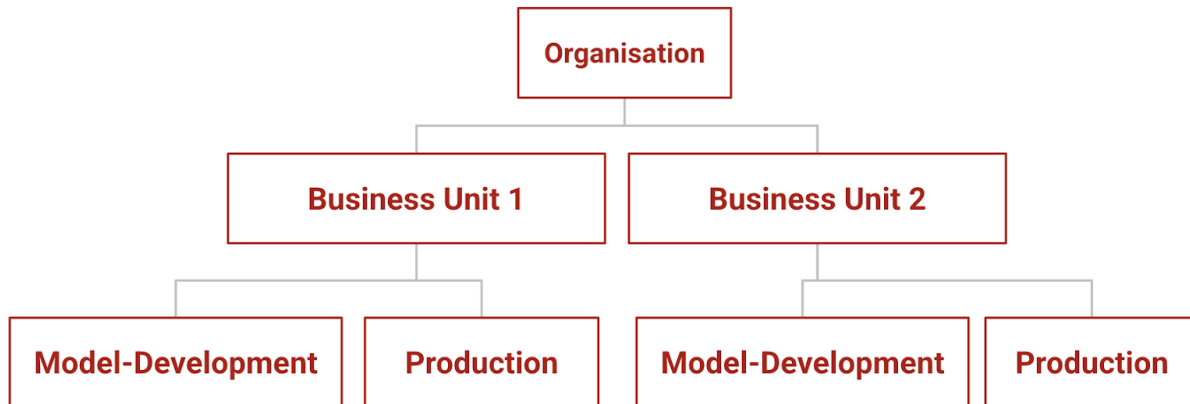 Organisation
Business Unit 1
Business Unit 2
Model-Development
Production
Model-Development
Production